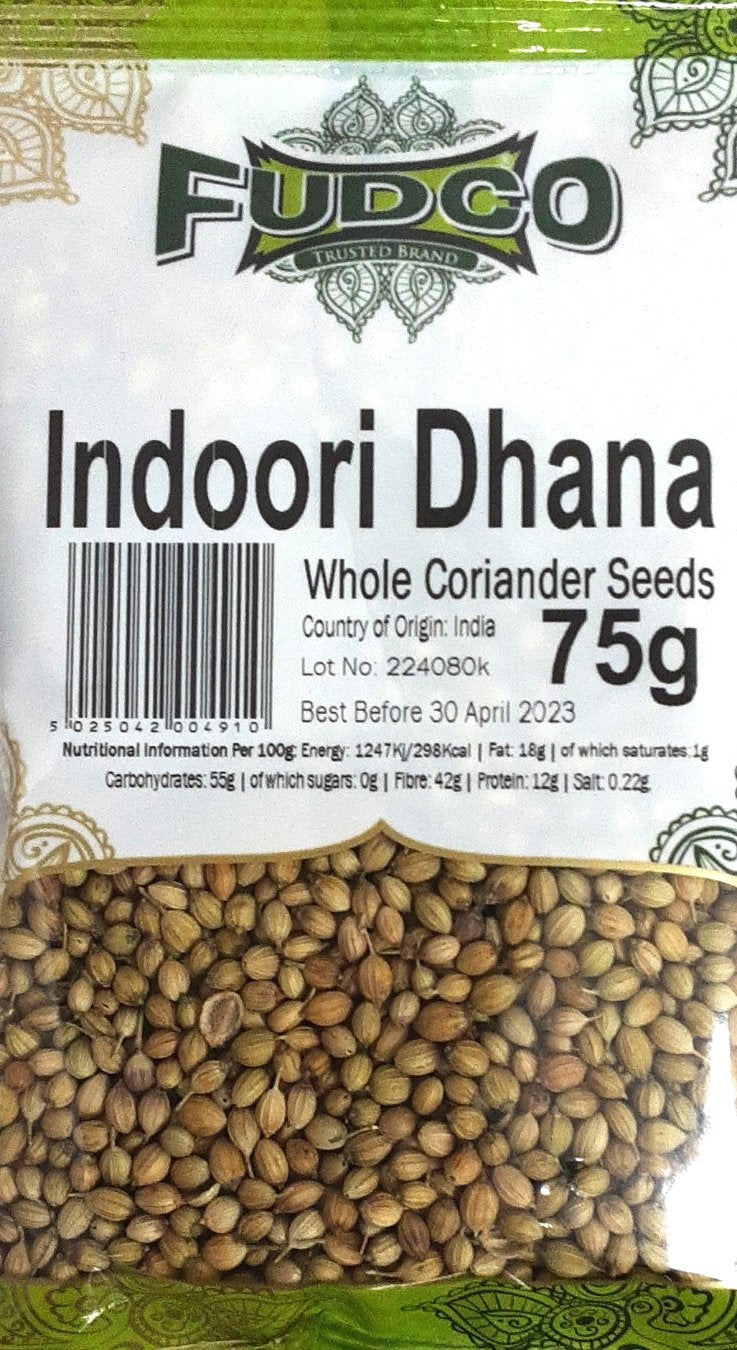 FUDCO
TRUSTED BRAND
Indoori Dhana
Whole Coriander Seeds
Country of Origin: India
75g
Lot No: 224080k
Best Before 30 April 2023
5 025042 004910
Nutritional Information Per 100g: Energy: 1247Kj/298Kcal | Fat: 18g | of which saturates: 1g
Carbohydrates: 55g | of which sugars: 0g | Fibre: 42g | Protein: 12g | Salt: 0.22g